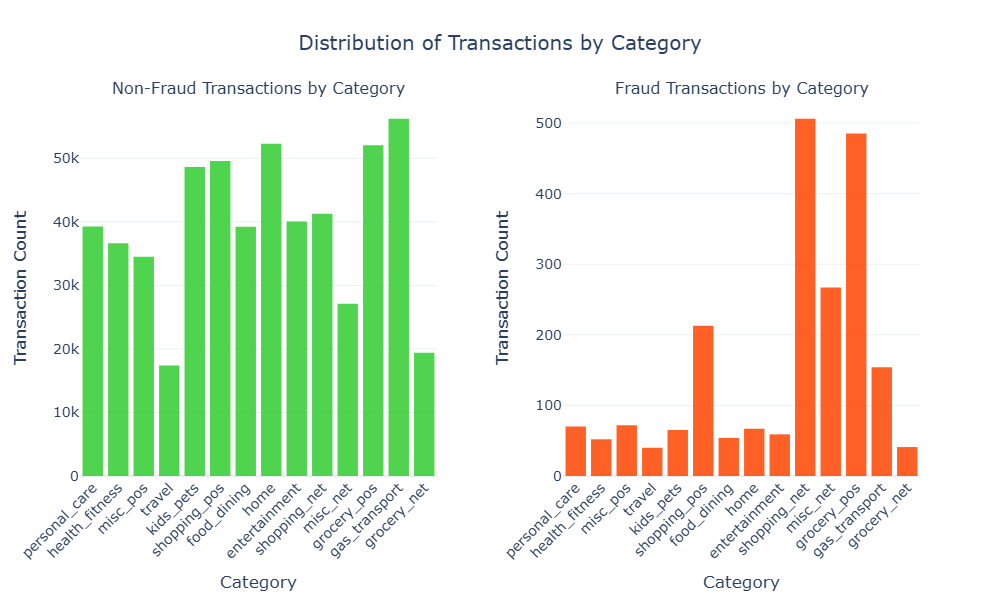 Distribution of Transactions by Category
Non-Fraud Transactions by Category
Transaction Count
50k
40k
30k
20k
10k
0
personal_care
health_fitness
misc_pos
travel
kids_pets
shopping_pos
food_dining
home
entertainment
shopping_net
misc_net
grocery_pos
gas_transport
grocery_net
Category
Fraud Transactions by Category
Transaction Count
500
400
300
200
100
0
personal_care
health_fitness
misc_pos
travel
kids_pets
shopping_pos
food_dining
home
entertainment
shopping_net
misc_net
grocery_pos
gas_transport
grocery_net
Category